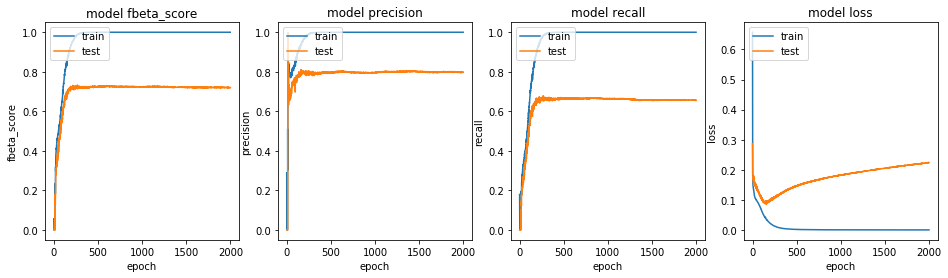 model fbeta_score
train
test
1.0
0.8
0.6
0.4
0.2
0.0
fbeta_score
0 500 1000 1500 2000
epoch
model precision
train
test
1.0
0.8
0.6
0.4
0.2
0.0
precision
0 500 1000 1500 2000
epoch
model recall
train
test
1.0
0.8
0.6
0.4
0.2
0.0
recall
0 500 1000 1500 2000
epoch
model loss
train
test
0.6
0.5
0.4
0.3
0.2
0.1
0.0
loss
0 500 1000 1500 2000
epoch